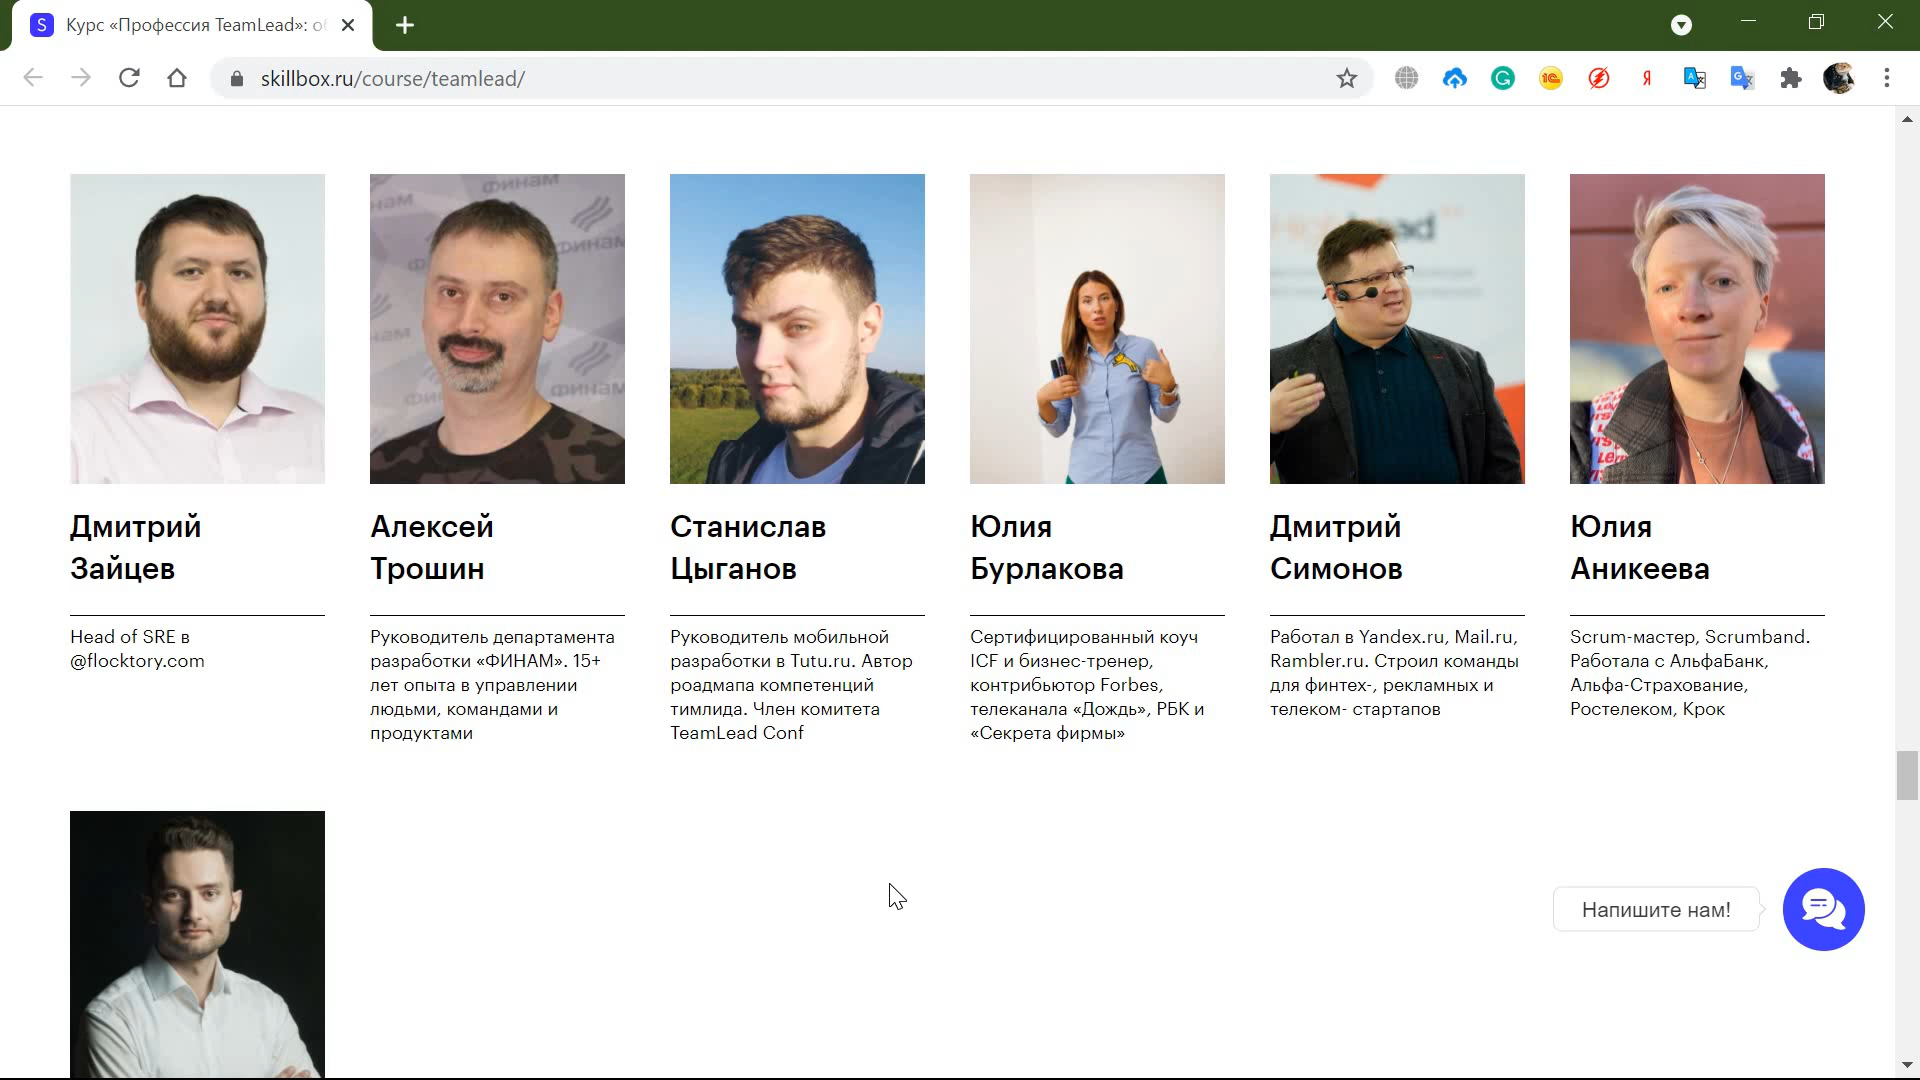 Курс «Профессия TeamLead»: об
skillbox.ru/course/teamlead/
Дмитрий
Зайцев
Head of SRE в
@flocktory.com
Алексей
Трошин
Руководитель департамента
разработки «ФИНАМ». 15+
лет опыта в управлении
людьми, командами и
продуктами
Станислав
Цыганов
Руководитель мобильной
разработки в Tutu.ru. Автор
роадмапа компетенций
тимлида. Член комитета
TeamLead Conf
Юлия
Бурлакова
Сертифицированный коуч
ICF и бизнес-тренер,
контрибьютор Forbes,
телеканала «Дождь», РБК и
«Секрета фирмы»
Дмитрий
Симонов
Работал в Yandex.ru, Mail.ru,
Rambler.ru. Строил команды
для финтех-, рекламных и
телеком- стартапов
Юлия
Аникеева
Scrum-мастер, Scrumband.
Работала с АльфаБанк,
Альфа-Страхование,
Ростелеком, Крок
Напишите нам!